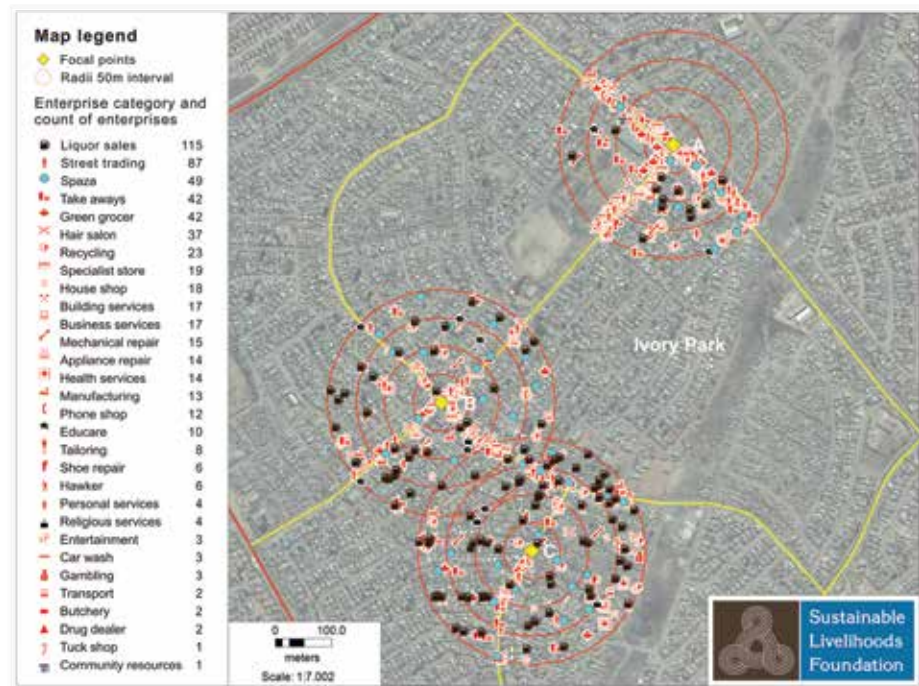 Map legend
Focal points
Radii 50m interval
Enterprise category and
count of enterprises
Liquor sales 115
Street trading 87
Spaza 49
Take aways 42
Green grocer 42
Hair salon 37
Recycling 23
Specialist store 19
House shop 18
Building services 17
Business services 17
Mechanical repair 15
Appliance repair 14
Health services 14
Manufacturing 13
Phone shop 12
Educare 10
Tailoring 8
Shoe repair 6
Hawker 6
Personal services 4
Religious services 4
Entertainment 3
Car wash 3
Gambling 3
Transport 2
Butchery 2
Drug dealer 2
Tuck shop 1
Community resources 1
A
Ivory Park
B
C
0 100.0
meters
Scale: 1:7.002
Sustainable
Livelihoods
Foundation